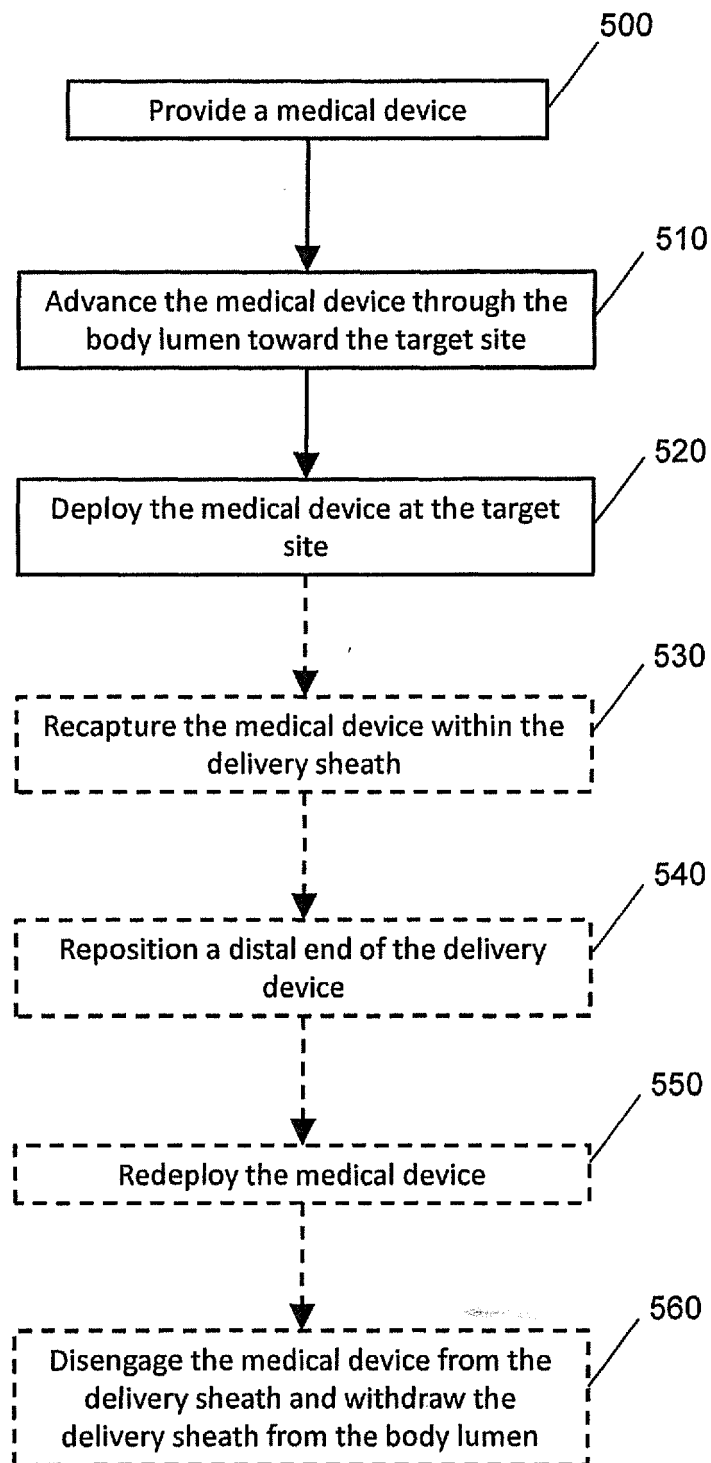 500
Provide a medical device
510
Advance the medical device through the
body lumen toward the target site
520
Deploy the medical device at the target
site
530
Recapture the medical device within the
delivery sheath
540
Reposition a distal end of the delivery
device
550
Redeploy the medical device
560
Disengage the medical device from the
delivery sheath and withdraw the
delivery sheath from the body lumen